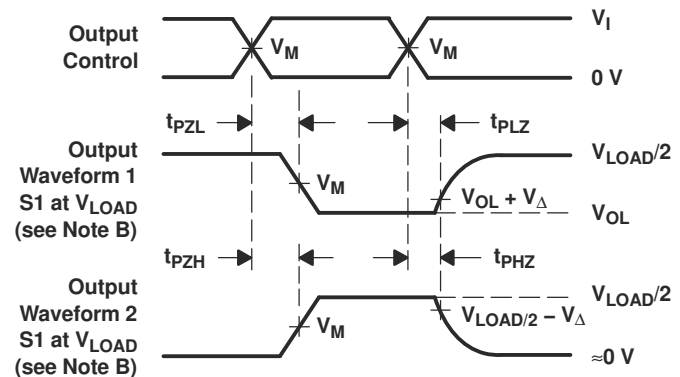 Output
Control
V_M
V_M
V_I
0 V
t_PZL
t_PLZ
Output
Waveform 1
S1 at V_LOAD
(see Note B)
V_M
V_OL + V_Δ
V_LOAD/2
V_OL
t_PZH
t_PHZ
Output
Waveform 2
S1 at V_LOAD
(see Note B)
V_M
V_LOAD/2 − V_Δ
V_LOAD/2
≈0 V